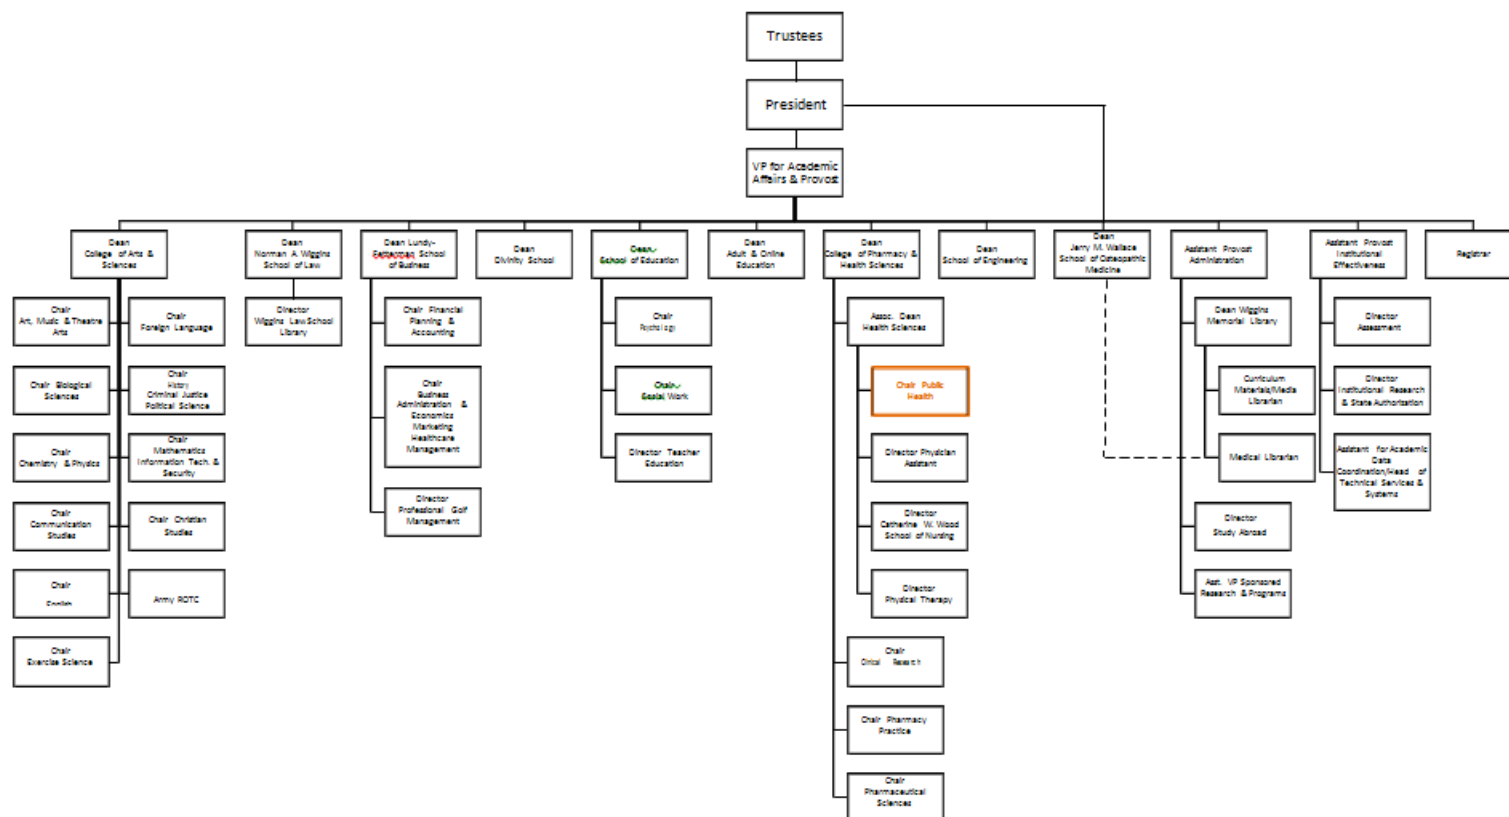 Trustees
President
VP for Academic
Affairs & Provost
Dean
College of Arts &
Sciences
Dean
Norman A. Wiggins
School of Law
Dean Lundy-
School
of Business
Dean
Divinity School
Dean
School of Education
Dean
Adult & Online
Education
Dean
College of Pharmacy &
Health Sciences
Dean
School of Engineering
Dean
Jerry M. Wallace
School of Osteopathic
Medicine
Assistant Provost
Administration
Assistant Provost
Institutional
Effectiveness
Registrar
Chair
Art, Music & Theatre
Arts
Chair
Foreign Language
Chair Biological
Sciences
Chair
History
Criminal Justice
Political Science
Chair
Chemistry & Physics
Chair
Mathematics
Information Tech. &
Security
Chair
Communication
Studies
Chair Christian
Studies
Chair
English
Army ROTC
Chair
Exercise Science
Director
Wiggins Law School
Library
Chair Financial
Planning &
Accounting
Chair
Business
Administration &
Economics
Marketing
Healthcare
Management
Director
Professional Golf
Management
Chair
Psychology
Chair
Social Work
Director Teacher
Education
Assoc. Dean
Health Sciences
Chair Public
Health
Director Physician
Assistant
Director
Catherine W. Wood
School of Nursing
Director
Physical Therapy
Chair
Clinical Research
Chair Pharmacy
Practice
Chair
Pharmaceutical
Sciences
Dean Wiggins
Memorial Library
Curriculum
Materials/Media
Librarian
Medical Librarian
Director
Study Abroad
Asst. VP Sponsored
Research & Programs
Director
Assessment
Director
Institutional Research
& State Authorization
Assistant for Academic
Data
Coordination/Head of
Technical Services &
Systems